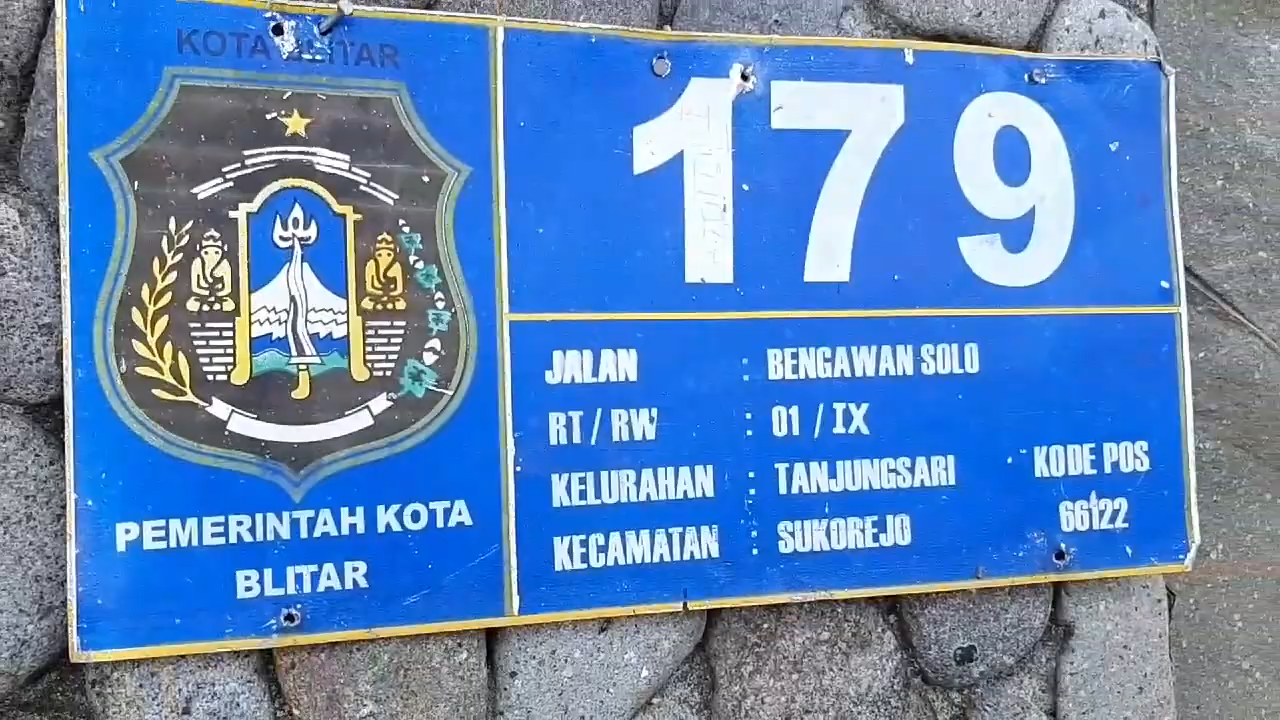 KOTA BLITAR
PEMERINTAH KOTA
BLITAR
179
JALAN : BENGAWAN SOLO
RT / RW : 01 / IX
KELURAHAN : TANJUNGSARI
KECAMATAN : SUKOREJO
KODE POS
66122